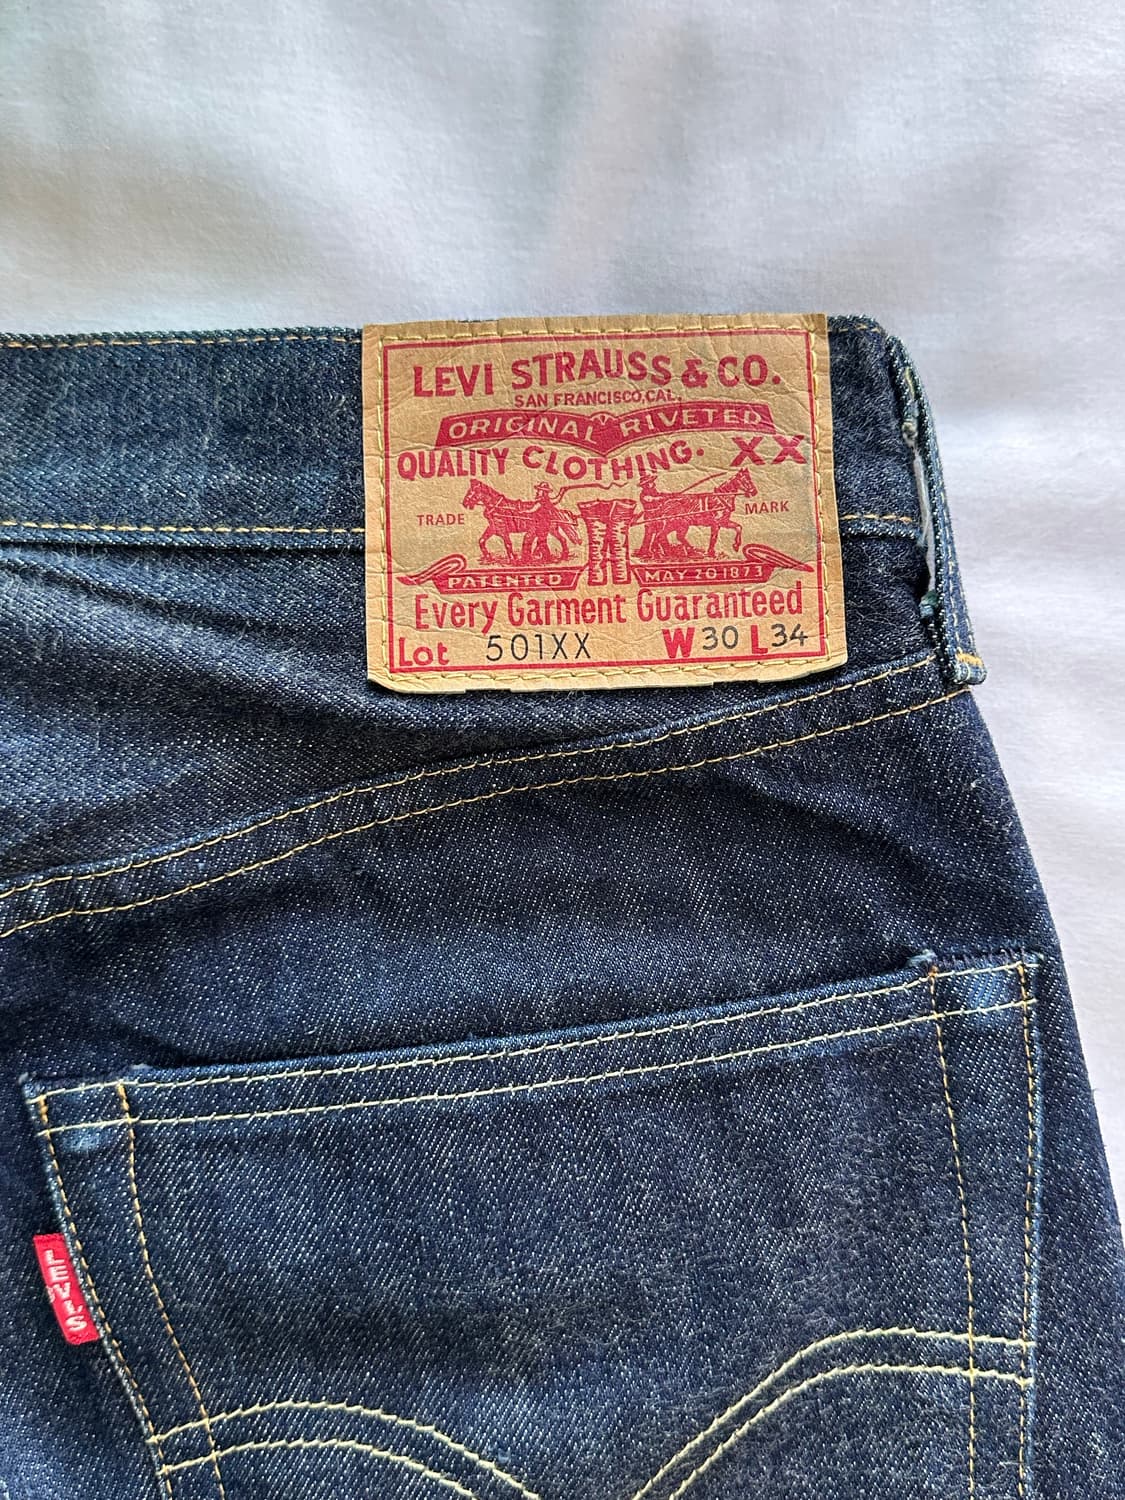 LEVI STRAUSS & CO.
SAN FRANCISCO, CAL.
ORIGINAL RIVETED
QUALITY CLOTHING. XX
TRADE MARK
PATENTED MAY 20 1873
Every Garment Guaranteed
Lot 501XX W30 L34
LEVI'S